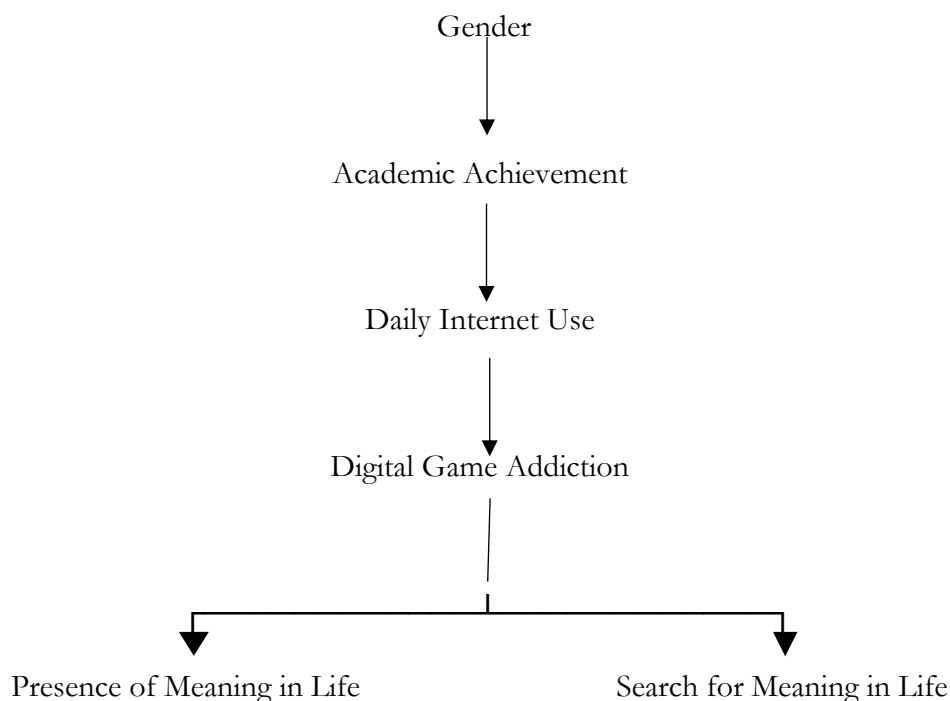 Gender
Academic Achievement
Daily Internet Use
Digital Game Addiction
Presence of Meaning in Life
Search for Meaning in Life